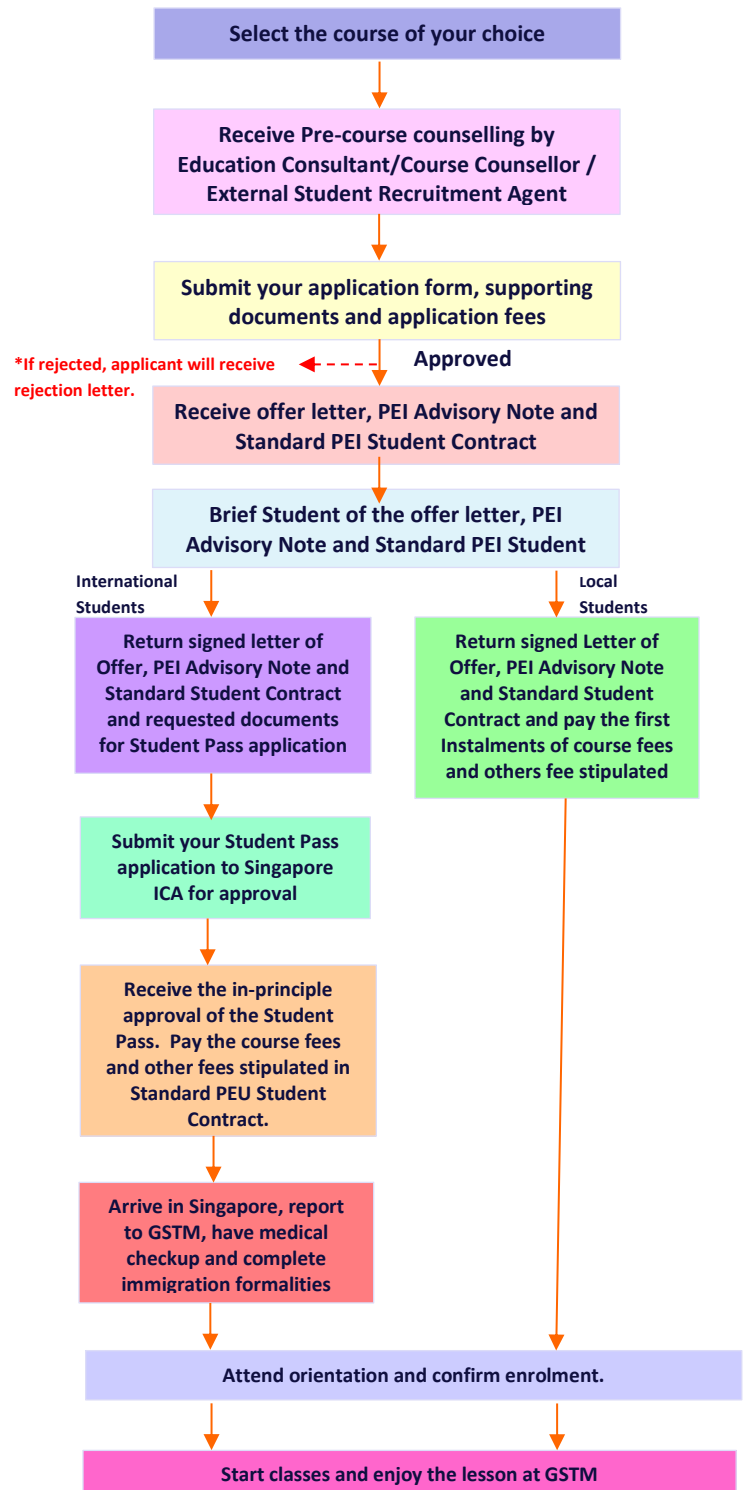 Select the course of your choice
Receive Pre-course counselling by
Education Consultant/Course Counsellor /
External Student Recruitment Agent
Submit your application form, supporting
documents and application fees
*If rejected, applicant will receive
rejection letter.
Approved
Receive offer letter, PEI Advisory Note and
Standard PEI Student Contract
Brief Student of the offer letter, PEI
Advisory Note and Standard PEI Student
International
Students
Local
Students
Return signed letter of
Offer, PEI Advisory Note and
Standard Student Contract
and requested documents
for Student Pass application
Return signed Letter of
Offer, PEI Advisory Note
and Standard Student
Contract and pay the first
Instalments of course fees
and others fee stipulated
Submit your Student Pass
application to Singapore
ICA for approval
Receive the in-principle
approval of the Student
Pass. Pay the course fees
and other fees stipulated in
Standard PEU Student
Contract.
Arrive in Singapore, report
to GSTM, have medical
checkup and complete
immigration formalities
Attend orientation and confirm enrolment.
Start classes and enjoy the lesson at GSTM